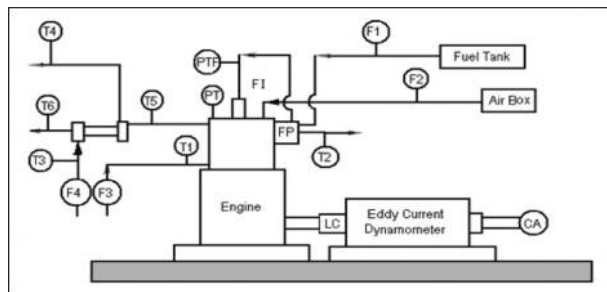 T4
F1
Fuel Tank
PTF
FI
F2
T6
T5
PT
Air Box
FP
T1
T2
T3
F4
F3
Engine
LC
Eddy Current
Dynamometer
CA